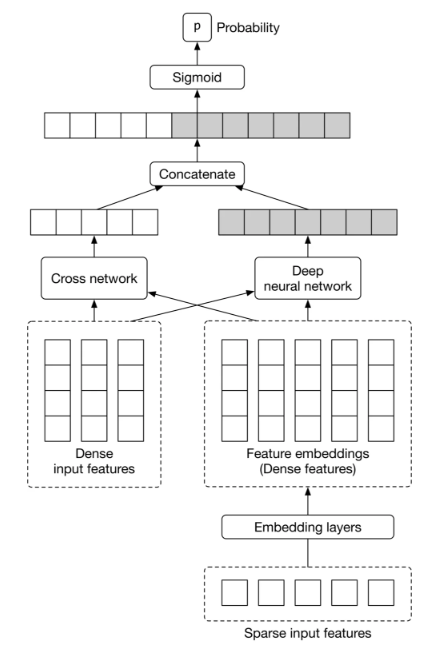 p Probability
Sigmoid
Concatenate
Cross network
Deep
neural network
Dense
input features
Feature embeddings
(Dense features)
Embedding layers
Sparse input features